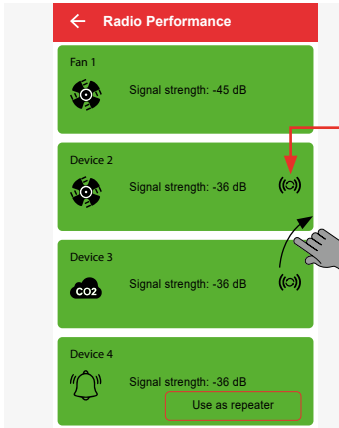 Radio Performance
Fan 1
Signal strength: -45 dB
Device 2
Signal strength: -36 dB
Device 3
CO2
Signal strength: -36 dB
Device 4
Signal strength: -36 dB
Use as repeater